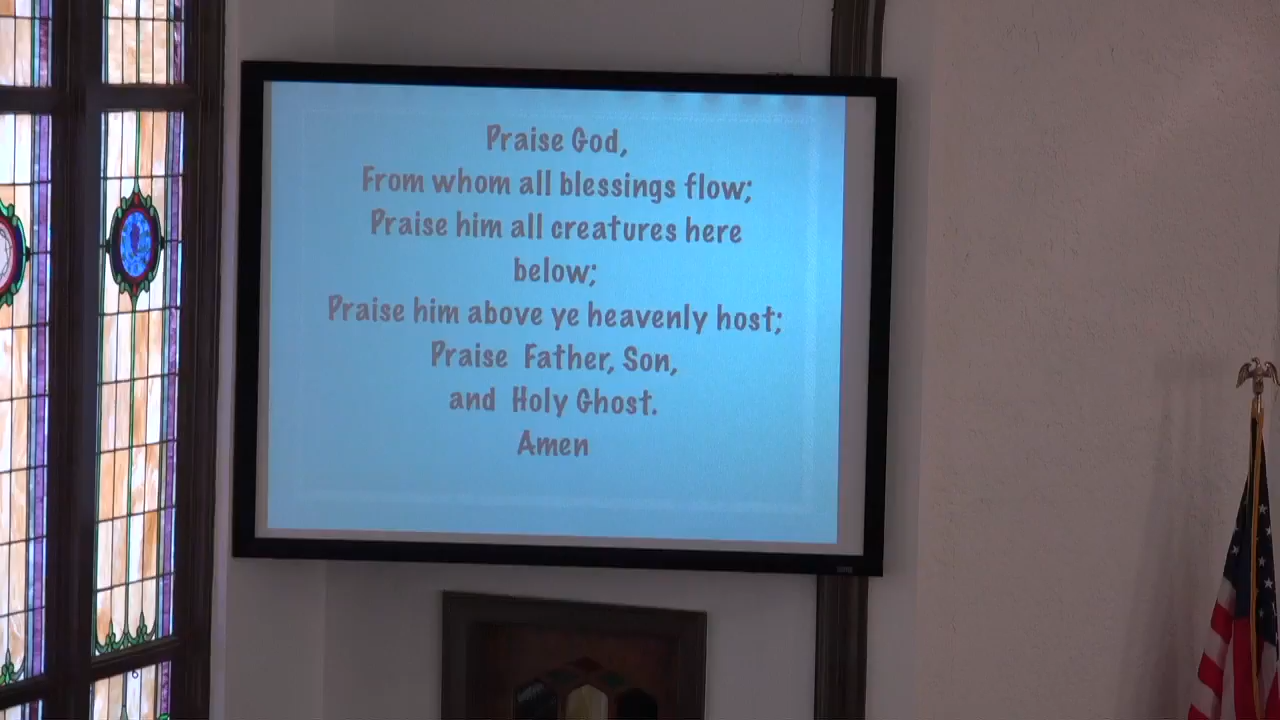 Praise God,
From whom all blessings flow;
Praise him all creatures here
below;
Praise him above ye heavenly host;
Praise Father, Son,
and Holy Ghost.
Amen